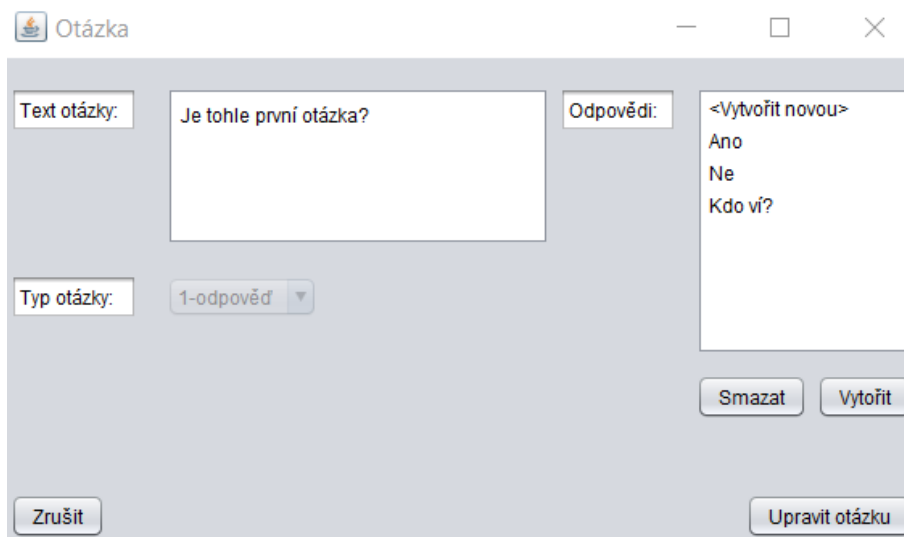 Otázka
Text otázky:
Je tohle první otázka?
Odpovědi:
<Vytvořit novou>
Ano
Ne
Kdo ví?
Typ otázky:
1-odpověď
Smazat
Vytořit
Zrušit
Upravit otázku